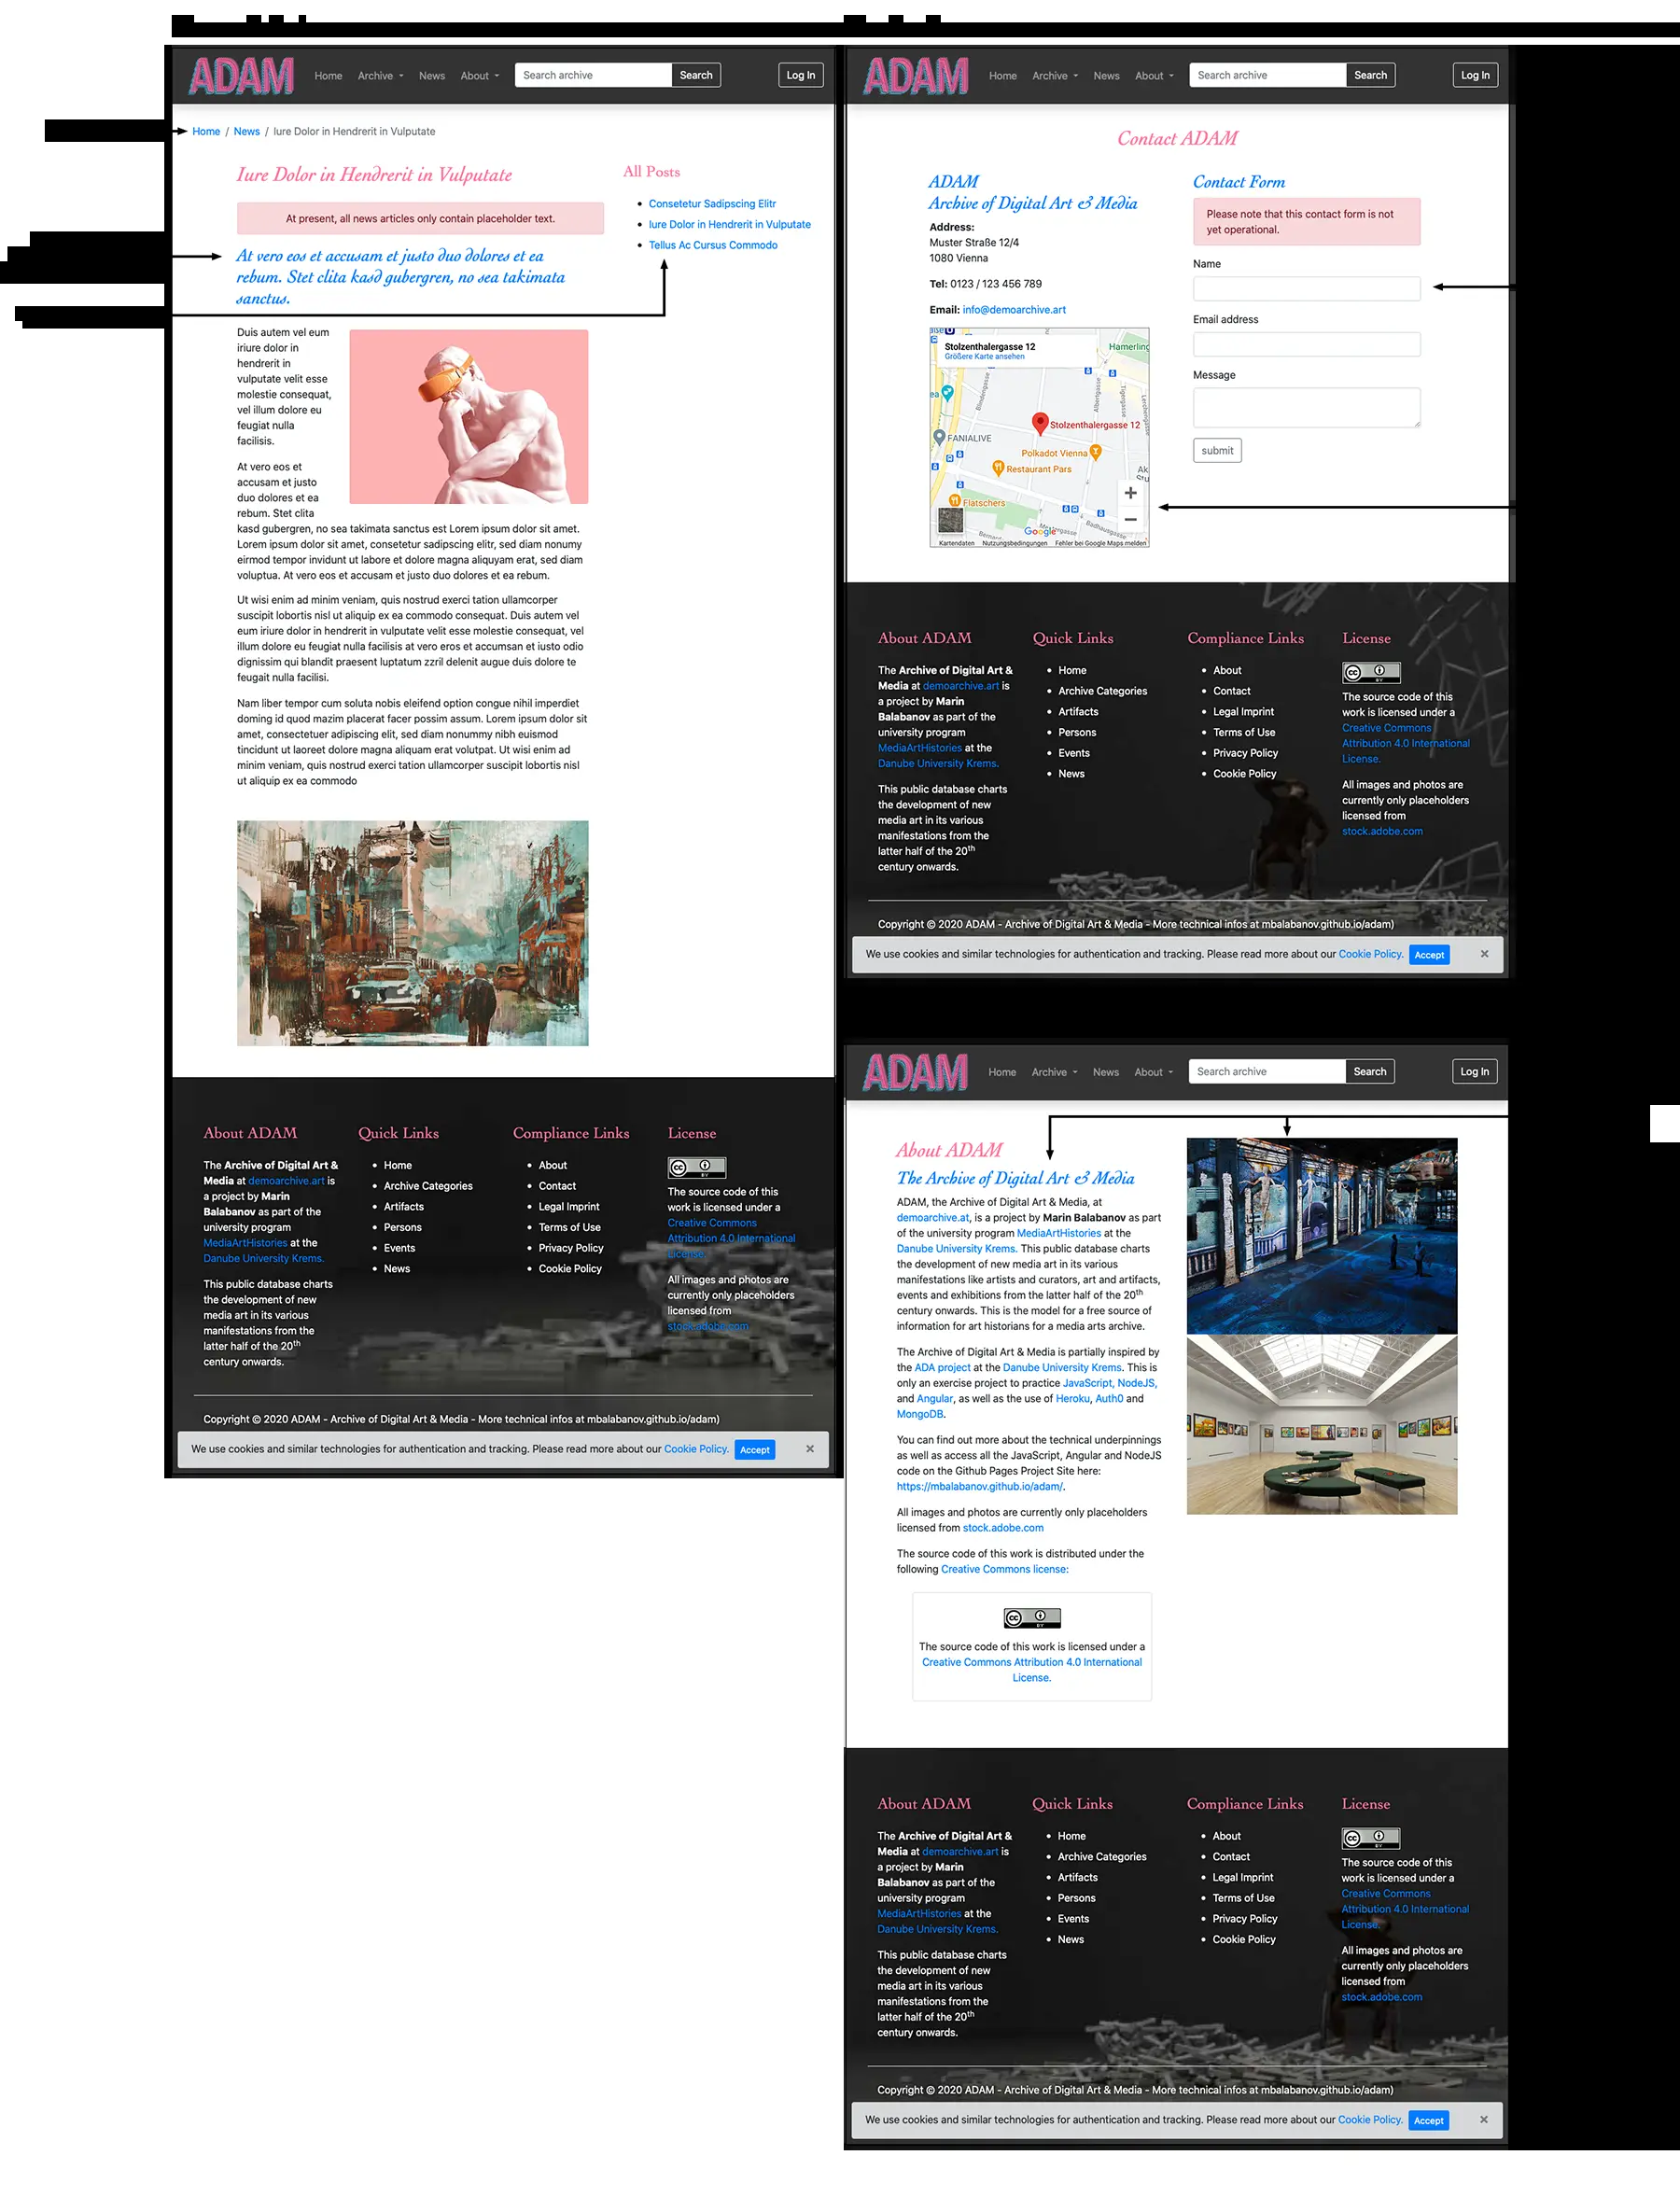 ADAM Home Archive News About Search archive Search Log In
Home / News / Iure Dolor in Hendrerit in Vulputate
Iure Dolor in Hendrerit in Vulputate
At present, all news articles only contain placeholder text.
At vero eos et accusam et justo duo dolores et ea
rebum. Stet clita kasd gubergren, no sea takimata
sanctus.
Duis autem vel eum
iriure dolor in
hendrerit in
vulputate velit esse
molestie consequat,
vel illum dolore eu
feugiat nulla
facilisis.
At vero eos et
accusam et justo
duo dolores et ea
rebum. Stet clita
kasd gubergren, no sea takimata sanctus est Lorem ipsum dolor sit amet.
Lorem ipsum dolor sit amet, consetetur sadipscing elitr, sed diam nonumy
eirmod tempor invidunt ut labore et dolore magna aliquyam erat, sed diam
voluptua. At vero eos et accusam et justo duo dolores et ea rebum.
Ut wisi enim ad minim veniam, quis nostrud exerci tation ullamcorper
suscipit lobortis nisl ut aliquip ex ea commodo consequat. Duis autem vel
eum iriure dolor in hendrerit in vulputate velit esse molestie consequat, vel
illum dolore eu feugiat nulla facilisis at vero eros et accumsan et iusto odio
dignissim qui blandit praesent luptatum zzril delenit augue duis dolore te
feugait nulla facilisi.
Nam liber tempor cum soluta nobis eleifend option congue nihil imperdiet
doming id quod mazim placerat facer possim assum. Lorem ipsum dolor sit
amet, consectetuer adipiscing elit, sed diam nonummy nibh euismod
tincidunt ut laoreet dolore magna aliquam erat volutpat. Ut wisi enim ad
minim veniam, quis nostrud exerci tation ullamcorper suscipit lobortis nisl
ut aliquip ex ea commodo
All Posts
Consetetur Sadipscing Elitr
Iure Dolor in Hendrerit in Vulputate
Tellus Ac Cursus Commodo
About ADAM
The Archive of Digital Art &
Media at demoarchive.art is
a project by Marin
Balabanov as part of the
university program
MediaArtHistories at the
Danube University Krems.
This public database charts
the development of new
media art in its various
manifestations from the
latter half of the 20th
century onwards.
Quick Links
Home
Archive Categories
Artifacts
Persons
Events
News
Compliance Links
About
Contact
Legal Imprint
Terms of Use
Privacy Policy
Cookie Policy
License
CC BY
The source code of this
work is licensed under a
Creative Commons
Attribution 4.0 International
License.
All images and photos are
currently only placeholders
licensed from
stock.adobe.com
Copyright © 2020 ADAM - Archive of Digital Art & Media - More technical infos at mbalabanov.github.io/adam)
We use cookies and similar technologies for authentication and tracking. Please read more about our Cookie Policy. Accept ×
ADAM Home Archive News About Search archive Search Log In
Contact ADAM
ADAM
Archive of Digital Art & Media
Address:
Muster Straße 12/4
1080 Vienna
Tel: 0123 / 123 456 789
Email: info@demoarchive.art
Stolzenthalergasse 12
Größere Karte ansehen
Hamerling
Stolzenthalergasse 12
FANIALIVE
Polkadot Vienna
Restaurant Pars
Flatschers
Google
Kartendaten Nutzungsbedingungen Fehler bei Google Maps melden
Contact Form
Please note that this contact form is not
yet operational.
Name
Email address
Message
submit
About ADAM
The Archive of Digital Art &
Media at demoarchive.art is
a project by Marin
Balabanov as part of the
university program
MediaArtHistories at the
Danube University Krems.
This public database charts
the development of new
media art in its various
manifestations from the
latter half of the 20th
century onwards.
Quick Links
Home
Archive Categories
Artifacts
Persons
Events
News
Compliance Links
About
Contact
Legal Imprint
Terms of Use
Privacy Policy
Cookie Policy
License
CC BY
The source code of this
work is licensed under a
Creative Commons
Attribution 4.0 International
License.
All images and photos are
currently only placeholders
licensed from
stock.adobe.com
Copyright © 2020 ADAM - Archive of Digital Art & Media - More technical infos at mbalabanov.github.io/adam)
We use cookies and similar technologies for authentication and tracking. Please read more about our Cookie Policy. Accept ×
ADAM Home Archive News About Search archive Search Log In
About ADAM
The Archive of Digital Art & Media
ADAM, the Archive of Digital Art & Media, at
demoarchive.at, is a project by Marin Balabanov as part
of the university program MediaArtHistories at the
Danube University Krems. This public database charts
the development of new media art in its various
manifestations like artists and curators, art and artifacts,
events and exhibitions from the latter half of the 20th
century onwards. This is the model for a free source of
information for art historians for a media arts archive.
The Archive of Digital Art & Media is partially inspired by
the ADA project at the Danube University Krems. This is
only an exercise project to practice JavaScript, NodeJS,
and Angular, as well as the use of Heroku, Auth0 and
MongoDB.
You can find out more about the technical underpinnings
as well as access all the JavaScript, Angular and NodeJS
code on the Github Pages Project Site here:
https://mbalabanov.github.io/adam/.
All images and photos are currently only placeholders
licensed from stock.adobe.com
The source code of this work is distributed under the
following Creative Commons license:
CC BY
The source code of this work is licensed under a
Creative Commons Attribution 4.0 International
License.
About ADAM
The Archive of Digital Art &
Media at demoarchive.art is
a project by Marin
Balabanov as part of the
university program
MediaArtHistories at the
Danube University Krems.
This public database charts
the development of new
media art in its various
manifestations from the
latter half of the 20th
century onwards.
Quick Links
Home
Archive Categories
Artifacts
Persons
Events
News
Compliance Links
About
Contact
Legal Imprint
Terms of Use
Privacy Policy
Cookie Policy
License
CC BY
The source code of this
work is licensed under a
Creative Commons
Attribution 4.0 International
License.
All images and photos are
currently only placeholders
licensed from
stock.adobe.com
Copyright © 2020 ADAM - Archive of Digital Art & Media - More technical infos at mbalabanov.github.io/adam)
We use cookies and similar technologies for authentication and tracking. Please read more about our Cookie Policy. Accept ×